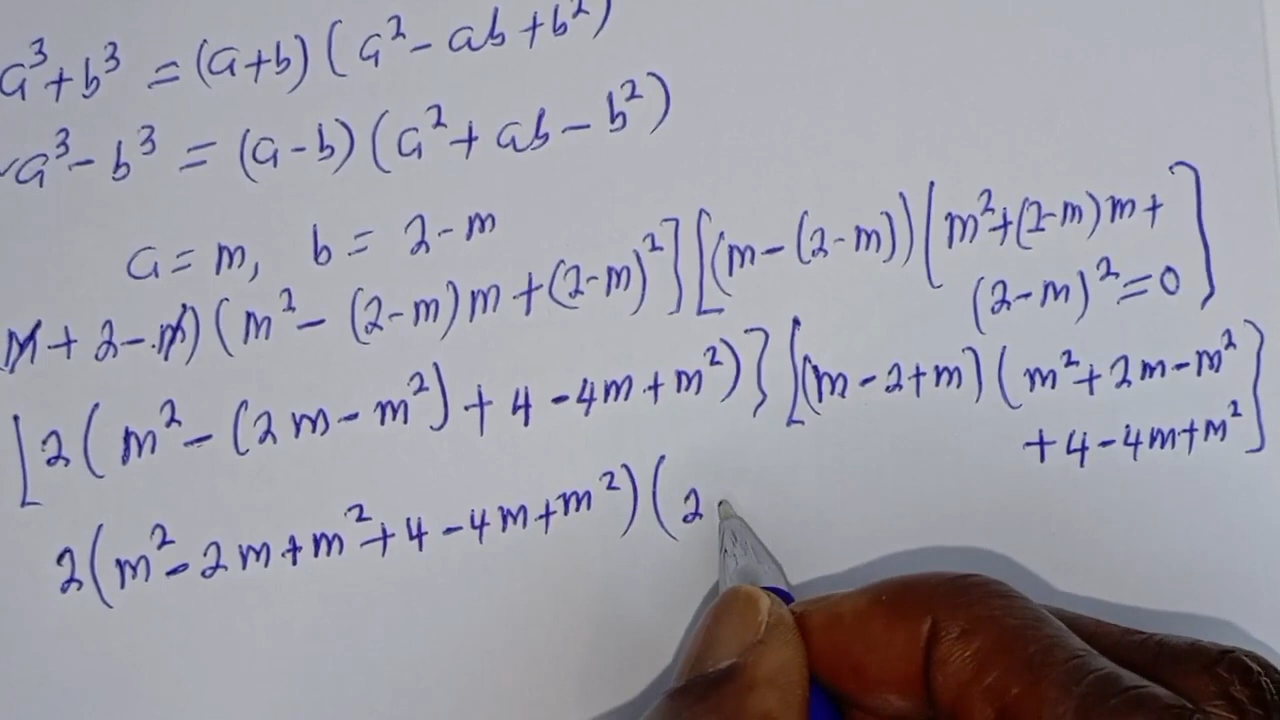 a³+b³ = (a+b)(a²-ab+b²)
a³-b³ = (a-b)(a²+ab-b²)
a=m, b= 2-m
m+2-m)(m²-(2-m)m+(2-m)²][(m-(2-m))(m²+(2-m)m+
(2-m)²=0]
[2(m²-(2m-m²)+4-4m+m²)}[(m-2+m)(m²+2m-m²
+4-4m+m²]
2(m²-2m+m²+4-4m+m²)(2